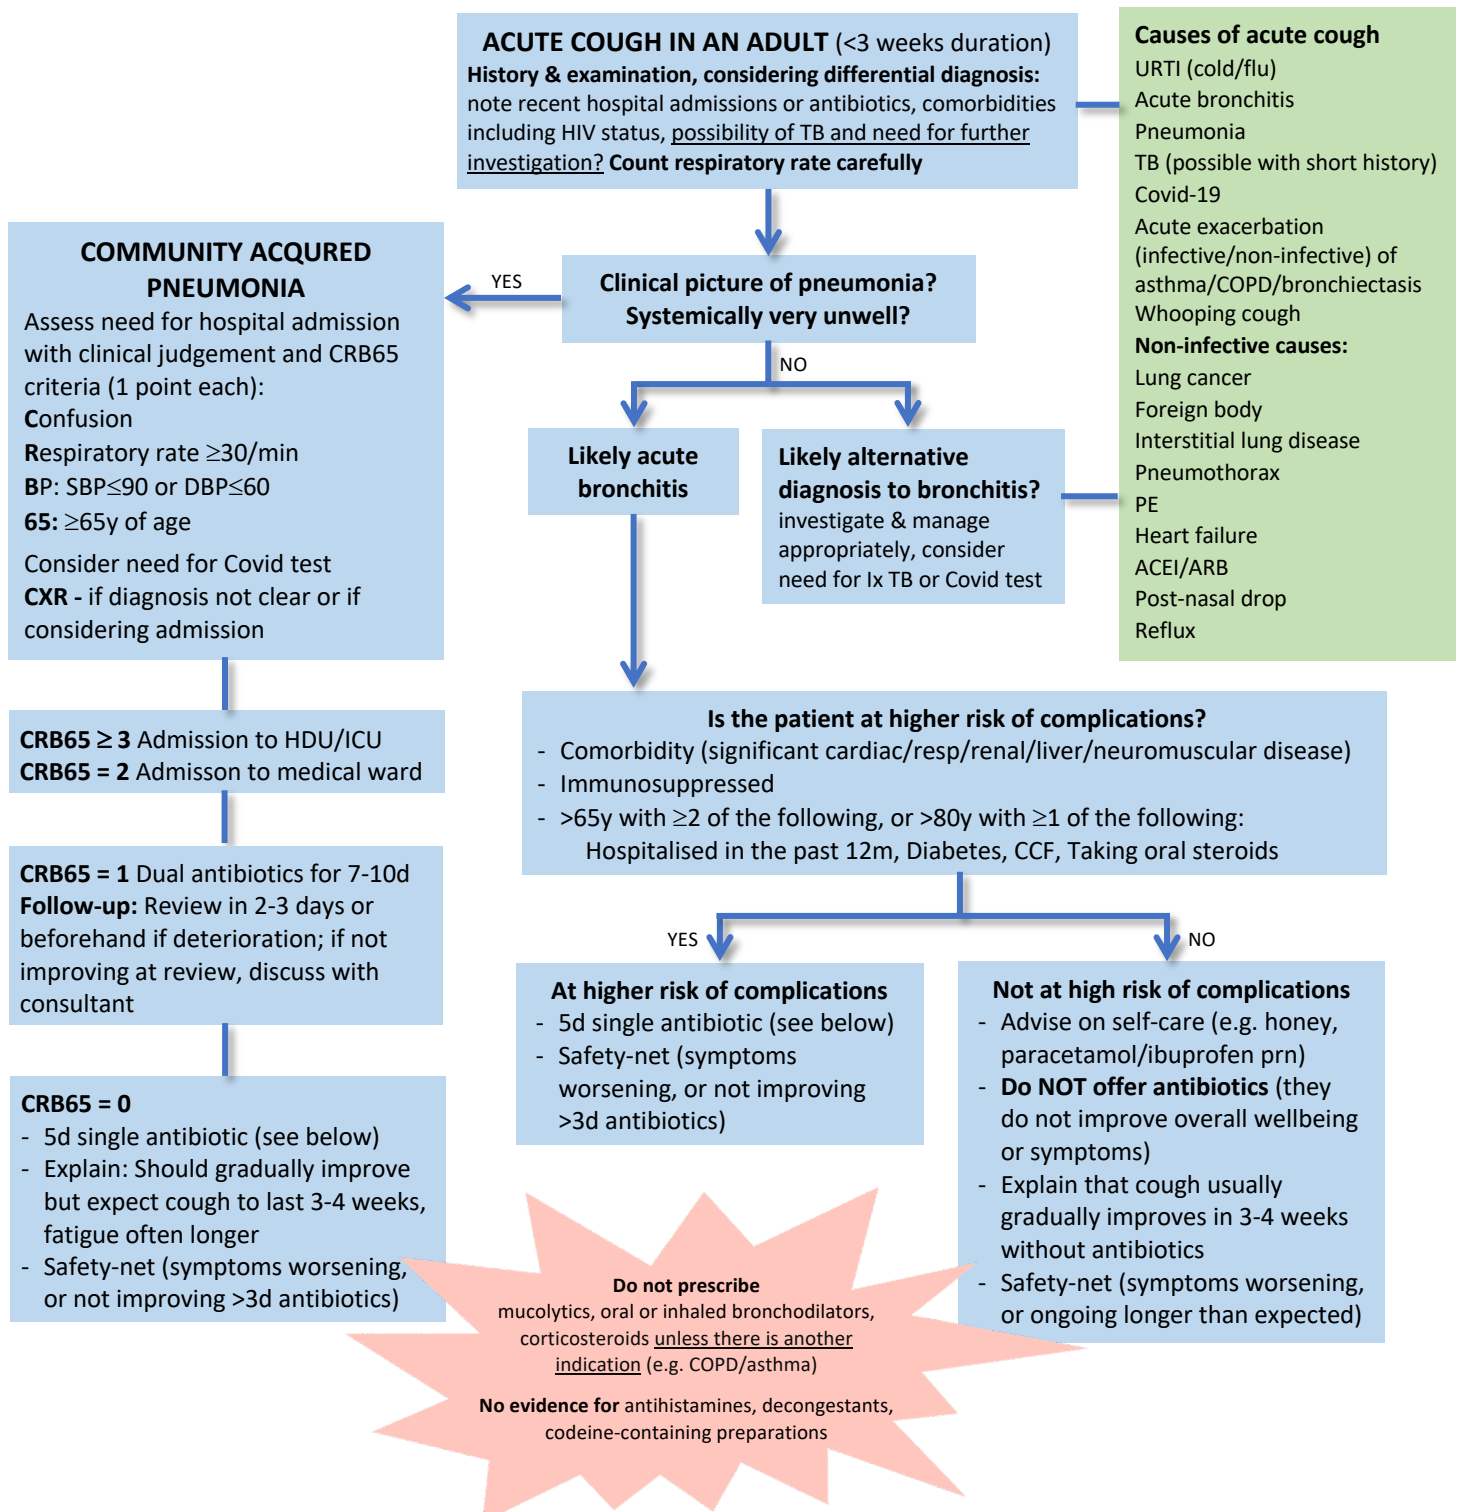 ACUTE COUGH IN AN ADULT (<3 weeks duration)
History & examination, considering differential diagnosis:
note recent hospital admissions or antibiotics, comorbidities
including HIV status, possibility of TB and need for further
investigation? Count respiratory rate carefully
Causes of acute cough
URTI (cold/flu)
Acute bronchitis
Pneumonia
TB (possible with short history)
Covid-19
Acute exacerbation
(infective/non-infective) of
asthma/COPD/bronchiectasis
Whooping cough
Non-infective causes:
Lung cancer
Foreign body
Interstitial lung disease
Pneumothorax
PE
Heart failure
ACEI/ARB
Post-nasal drop
Reflux
Clinical picture of pneumonia?
Systemically very unwell?
YES
NO
COMMUNITY ACQURED
PNEUMONIA
Assess need for hospital admission
with clinical judgement and CRB65
criteria (1 point each):
Confusion
Respiratory rate ≥30/min
BP: SBP≤90 or DBP≤60
65: ≥65y of age
Consider need for Covid test
CXR - if diagnosis not clear or if
considering admission
Likely acute
bronchitis
Likely alternative
diagnosis to bronchitis?
investigate & manage
appropriately, consider
need for Ix TB or Covid test
CRB65 ≥ 3 Admission to HDU/ICU
CRB65 = 2 Admisson to medical ward
CRB65 = 1 Dual antibiotics for 7-10d
Follow-up: Review in 2-3 days or
beforehand if deterioration; if not
improving at review, discuss with
consultant
CRB65 = 0
- 5d single antibiotic (see below)
- Explain: Should gradually improve
but expect cough to last 3-4 weeks,
fatigue often longer
- Safety-net (symptoms worsening,
or not improving >3d antibiotics)
Is the patient at higher risk of complications?
- Comorbidity (significant cardiac/resp/renal/liver/neuromuscular disease)
- Immunosuppressed
- >65y with ≥2 of the following, or >80y with ≥1 of the following:
Hospitalised in the past 12m, Diabetes, CCF, Taking oral steroids
YES
NO
At higher risk of complications
- 5d single antibiotic (see below)
- Safety-net (symptoms
worsening, or not improving
>3d antibiotics)
Not at high risk of complications
- Advise on self-care (e.g. honey,
paracetamol/ibuprofen prn)
- Do NOT offer antibiotics (they
do not improve overall wellbeing
or symptoms)
- Explain that cough usually
gradually improves in 3-4 weeks
without antibiotics
- Safety-net (symptoms worsening,
or ongoing longer than expected)
Do not prescribe
mucolytics, oral or inhaled bronchodilators,
corticosteroids unless there is another
indication (e.g. COPD/asthma)
No evidence for antihistamines, decongestants,
codeine-containing preparations